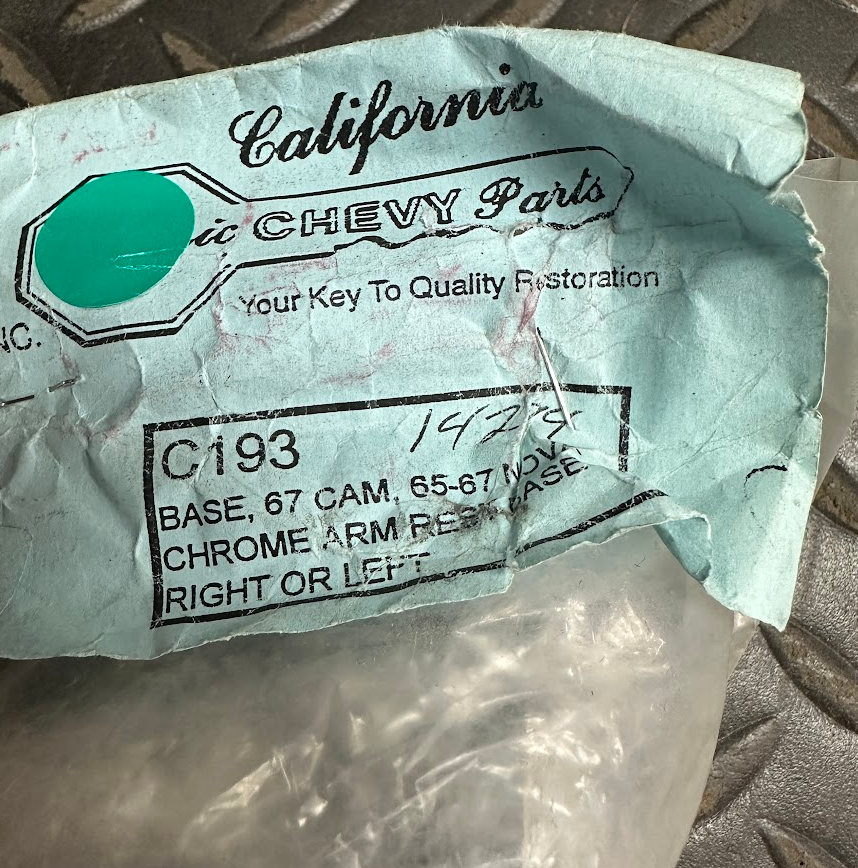 California
ic CHEVY Parts
Your Key To Quality Restoration
NC.
C193
BASE, 67 CAM, 65-67 NOVA
CHROME ARM REST BASE.
RIGHT OR LEFT